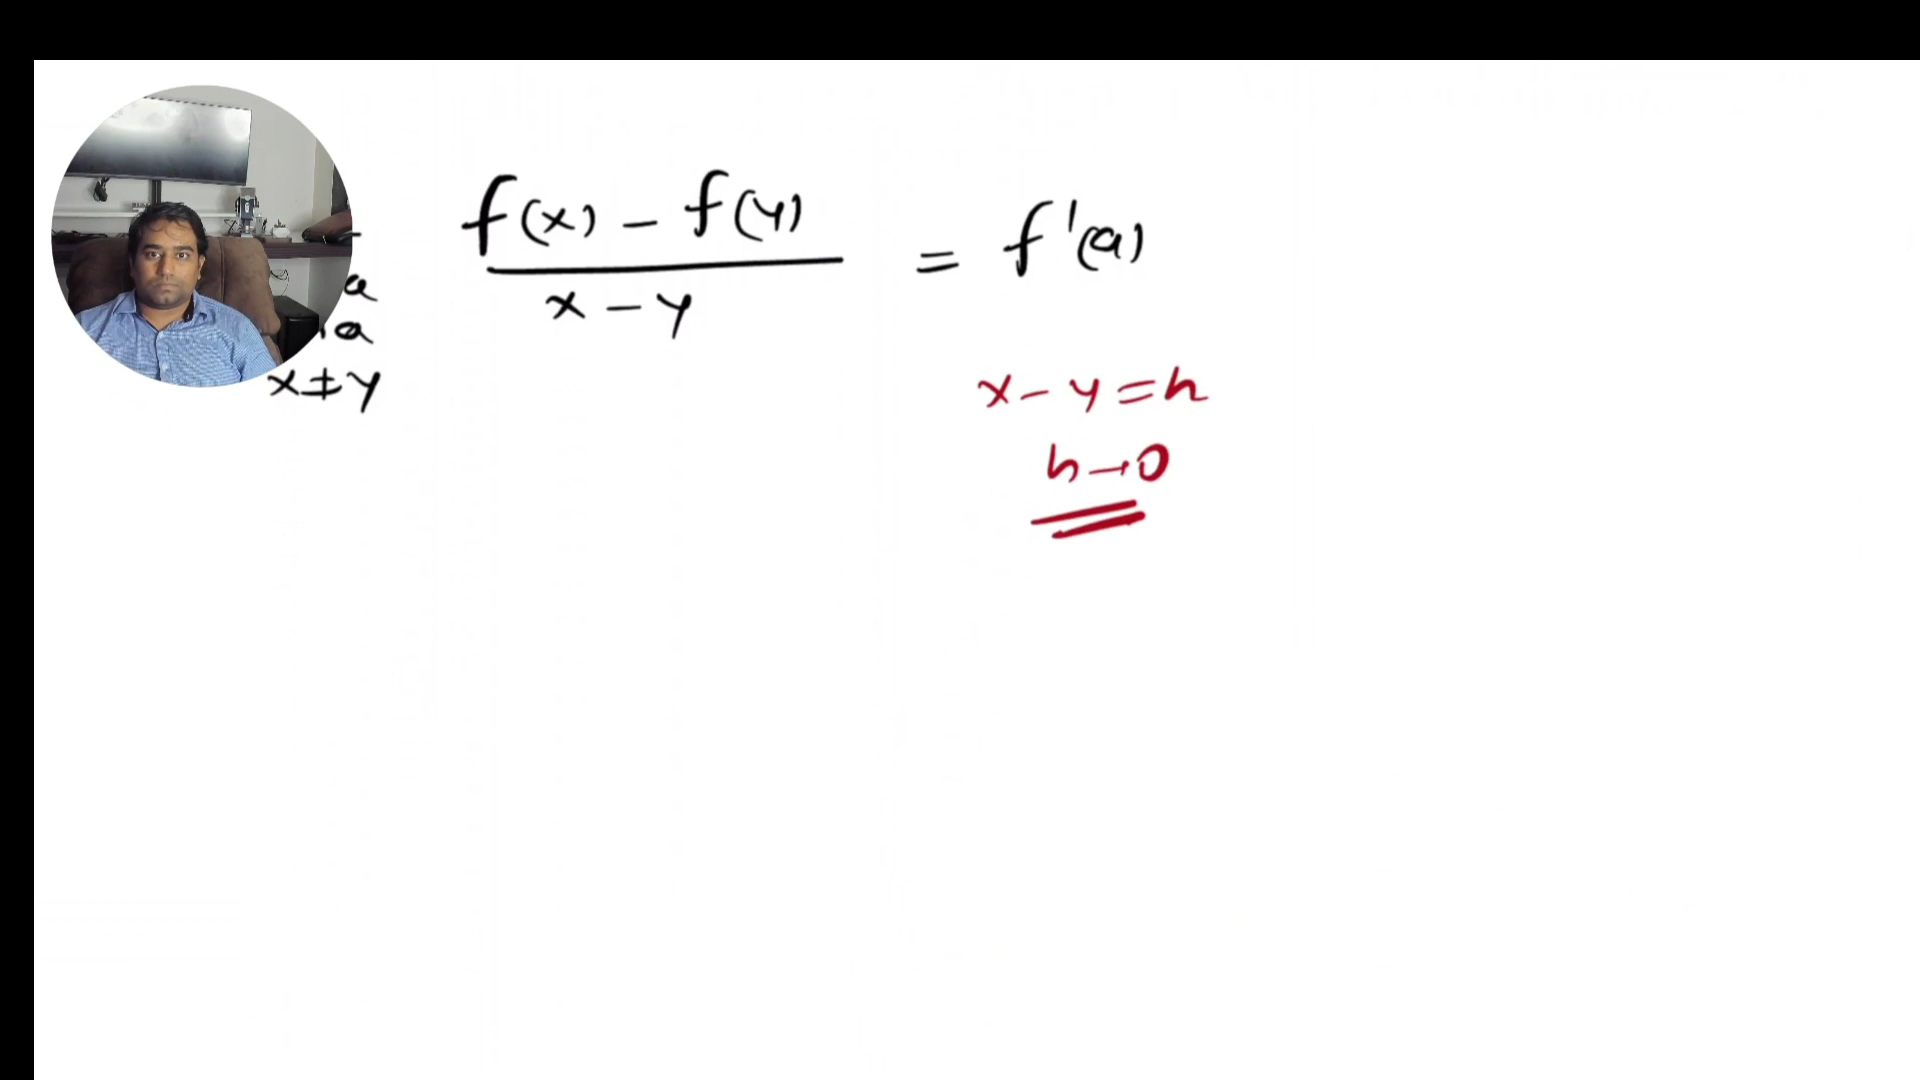 f(x) - f(y)
x - y
= f'(a)
a
a
x ≠ y
x - y = h
h → 0